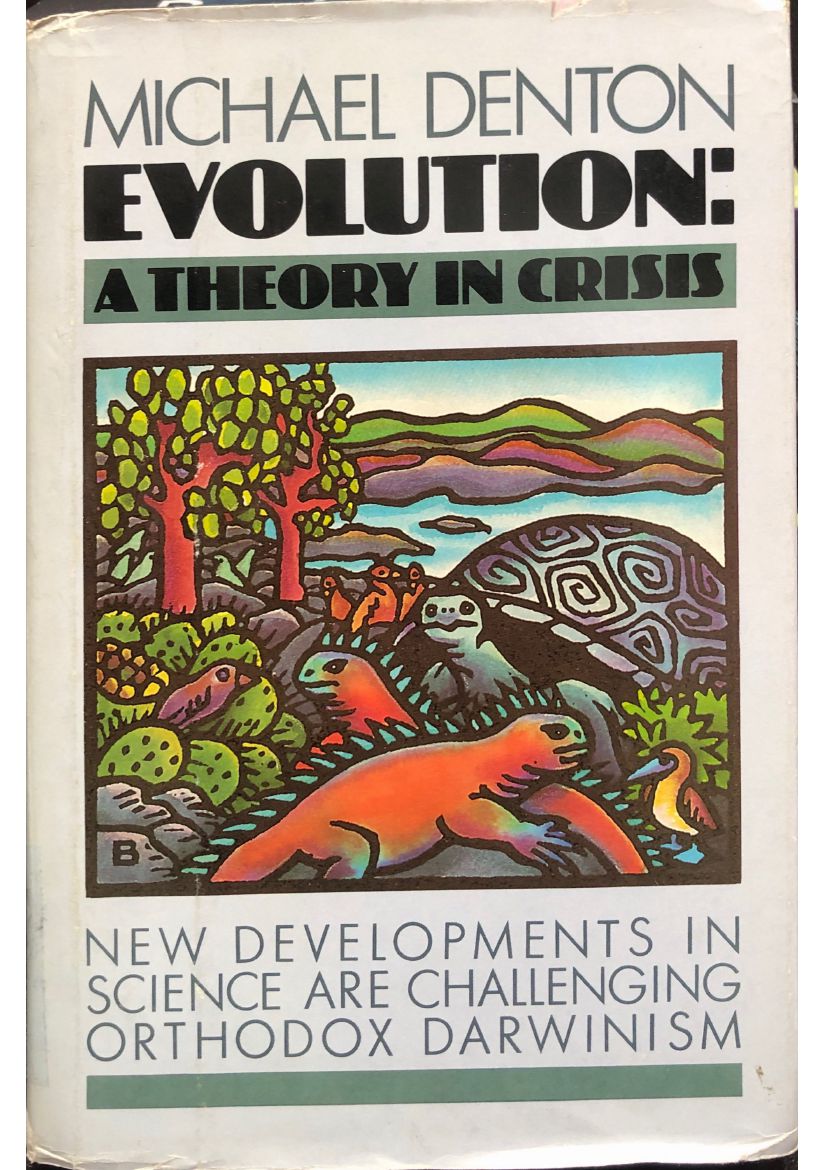 MICHAEL DENTON
EVOLUTION:
A THEORY IN CRISIS
B
NEW DEVELOPMENTS IN
SCIENCE ARE CHALLENGING
ORTHODOX DARWINISM